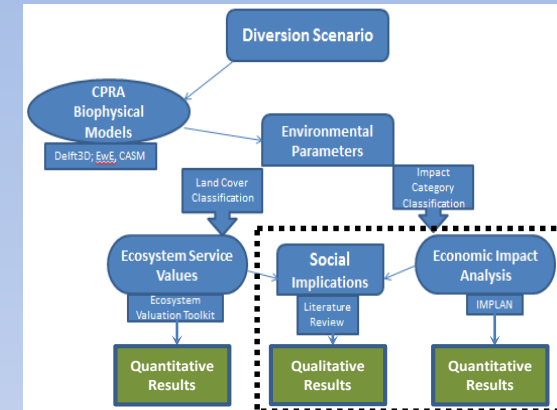 Diversion Scenario
CPRA
Biophysical
Models
Delft3D; EwE, CASM
Environmental
Parameters
Land Cover
Classification
Impact
Category
Classification
Ecosystem Service
Values
Ecosystem
Valuation Toolkit
Social
Implications
Literature
Review
Economic Impact
Analysis
IMPLAN
Quantitative
Results
Qualitative
Results
Quantitative
Results